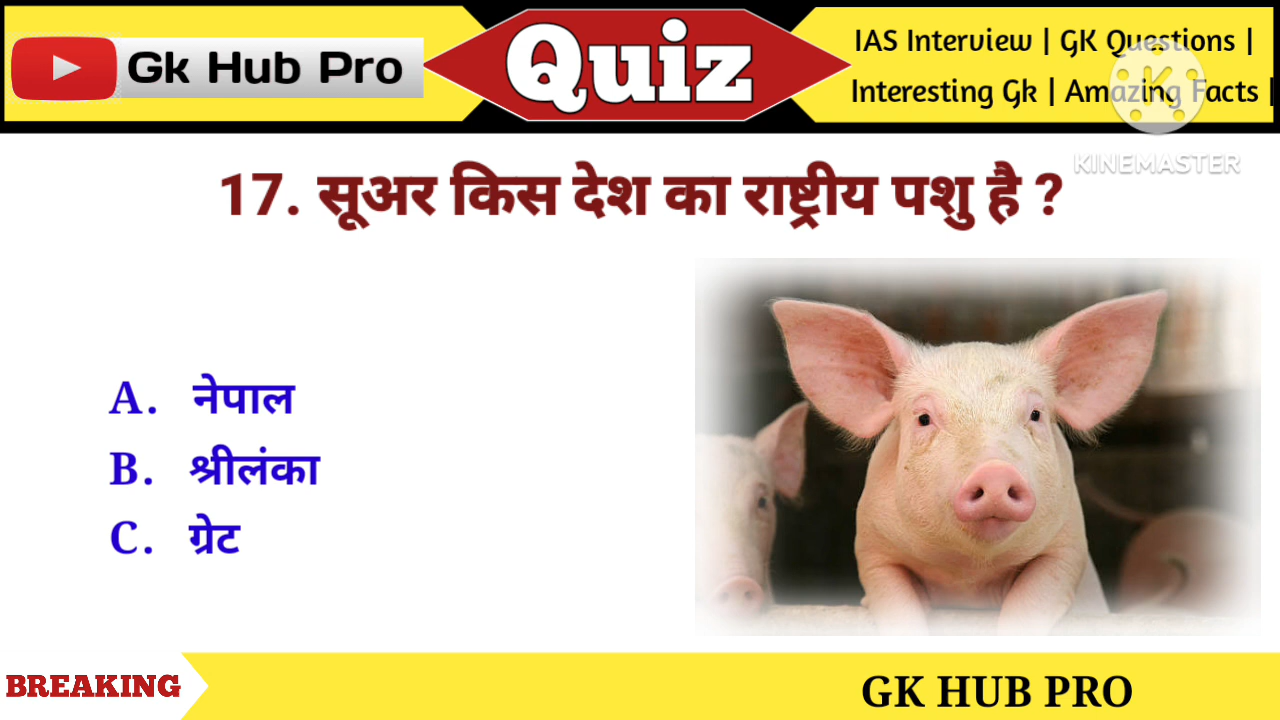 Gk Hub Pro
Quiz
IAS Interview | GK Questions |
Interesting Gk | Amazing Facts |
KINEMASTER
17. सूअर किस देश का राष्ट्रीय पशु है ?
A. नेपाल
B. श्रीलंका
C. ग्रेट
BREAKING
GK HUB PRO